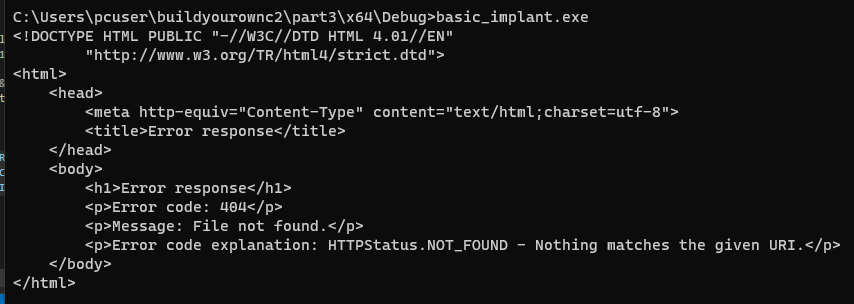 C:\Users\pcuser\buildyourownc2\part3\x64\Debug>basic_implant.exe
<!DOCTYPE HTML PUBLIC "-//W3C//DTD HTML 4.01//EN"
        "http://www.w3.org/TR/html4/strict.dtd">
<html>
    <head>
        <meta http-equiv="Content-Type" content="text/html;charset=utf-8">
        <title>Error response</title>
    </head>
    <body>
        <h1>Error response</h1>
        <p>Error code: 404</p>
        <p>Message: File not found.</p>
        <p>Error code explanation: HTTPStatus.NOT_FOUND - Nothing matches the given URI.</p>
    </body>
</html>